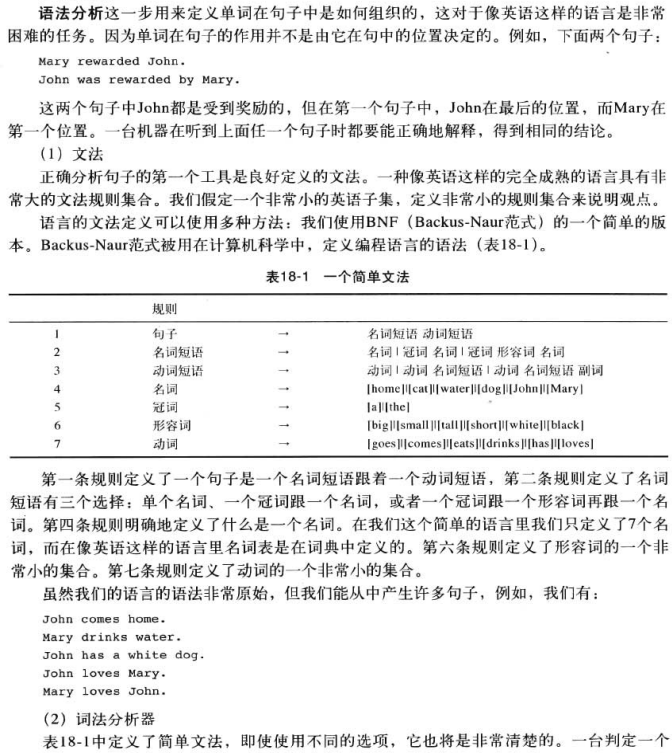 语法分析这一步用来定义单词在句子中是如何组织的，这对于像英语这样的语言是非常
困难的任务。因为单词在句子的作用并不是由它在句中的位置决定的。例如，下面两个句子：
Mary rewarded John.
John was rewarded by Mary.
这两个句子中John都是受到奖励的，但在第一个句子中，John在最后的位置，而Mary在
第一个位置。一台机器在听到上面任一个句子时都要能正确地解释，得到相同的结论。
（1）文法
正确分析句子的第一个工具是良好定义的文法。一种像英语这样的完全成熟的语言具有非
常大的文法规则集合。我们假定一个非常小的英语子集，定义非常小的规则集合来说明观点。
语言的文法定义可以使用多种方法：我们使用BNF（Backus-Naur范式）的一个简单的版
本。Backus-Naur范式被用在计算机科学中，定义编程语言的语法（表18-1）。
表18-1 一个简单文法
规则
1 句子 → 名词短语 动词短语
2 名词短语 → 名词 | 冠词 名词 | 冠词 形容词 名词
3 动词短语 → 动词 | 动词 名词短语 | 动词 名词短语 副词
4 名词 → [home]|[cat]|[water]|[dog]|[John]|[Mary]
5 冠词 → [a]|[the]
6 形容词 → [big]|[small]|[tall]|[short]|[white]|[black]
7 动词 → [goes]|[comes]|[eats]|[drinks]|[has]|[loves]
第一条规则定义了一个句子是一个名词短语跟着一个动词短语，第二条规则定义了名词
短语有三个选择：单个名词、一个冠词跟一个名词，或者一个冠词跟一个形容词再跟一个名
词。第四条规则明确地定义了什么是一个名词。在我们这个简单的语言里我们只定义了7个名
词，而在像英语这样的语言里名词表是在词典中定义的。第六条规则定义了形容词的一个非
常小的集合。第七条规则定义了动词的一个非常小的集合。
虽然我们的语言的语法非常原始，但我们能从中产生许多句子，例如，我们有：
John comes home.
Mary drinks water.
John has a white dog.
John loves Mary.
Mary loves John.
（2）词法分析器
表18-1中定义了简单文法，即使使用不同的选项，它也将是非常清楚的。一台判定一个